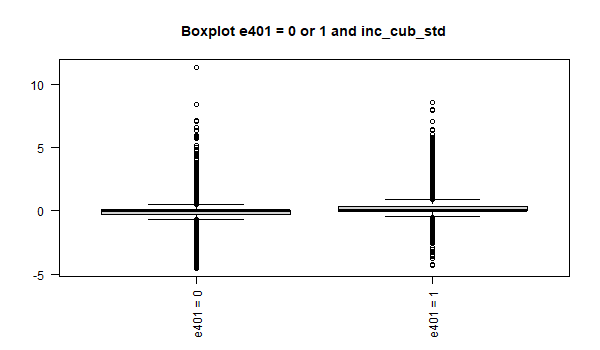 Boxplot e401 = 0 or 1 and inc_cub_std
10
5
0
-5
e401 = 0
e401 = 1